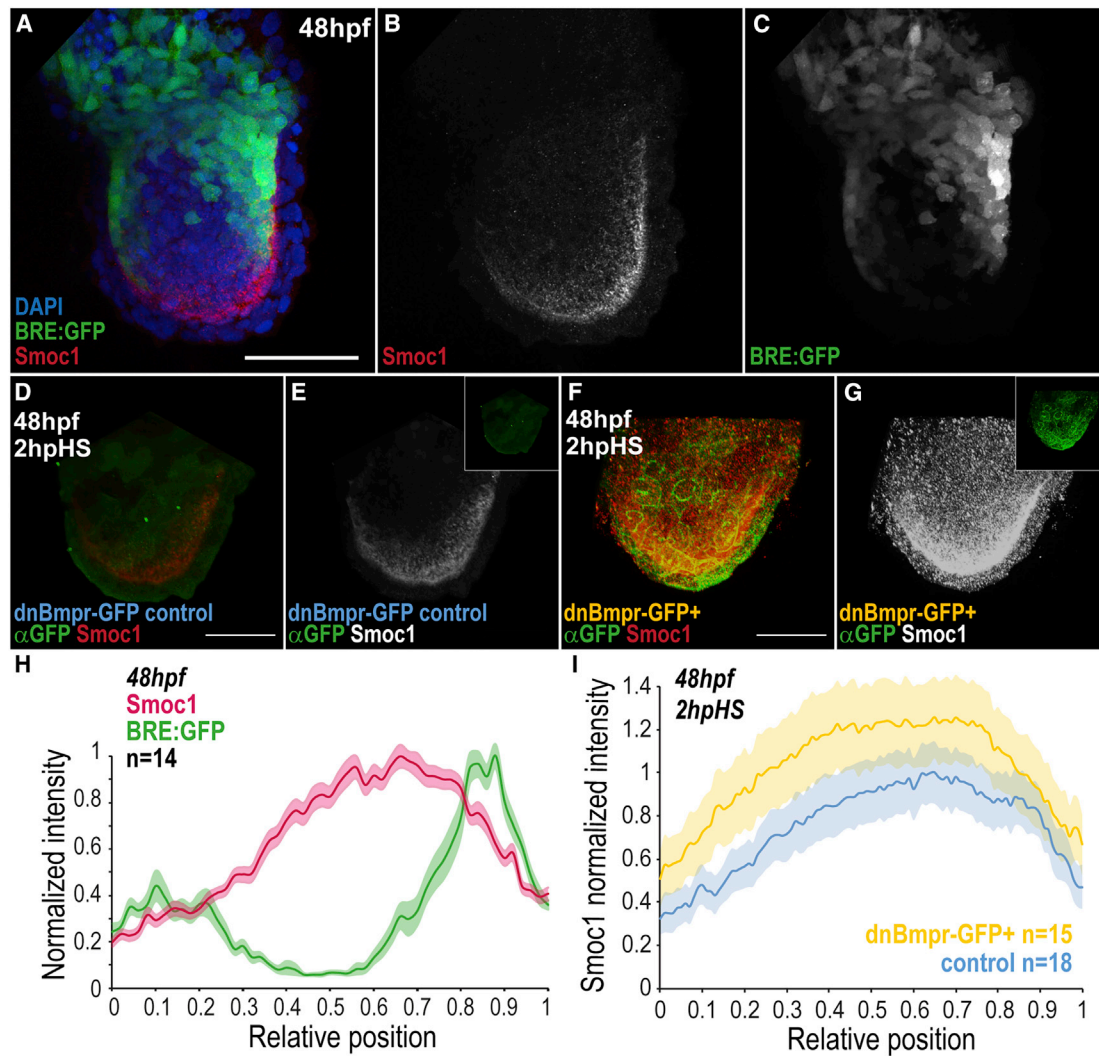 A
48hpf
DAPI
BRE:GFP
Smoc1
B
Smoc1
C
BRE:GFP
D
48hpf
2hpHS
dnBmpr-GFP control
αGFP Smoc1
E
dnBmpr-GFP control
αGFP Smoc1
F
48hpf
2hpHS
dnBmpr-GFP+
αGFP Smoc1
G
dnBmpr-GFP+
αGFP Smoc1
H
48hpf
Smoc1
BRE:GFP
n=14
Normalized intensity
1
0.8
0.6
0.4
0.2
0
0 0.1 0.2 0.3 0.4 0.5 0.6 0.7 0.8 0.9 1
Relative position
I
48hpf
2hpHS
Smoc1 normalized intensity
1.4
1.2
1
0.8
0.6
0.4
0.2
0
dnBmpr-GFP+ n=15
control n=18
0 0.1 0.2 0.3 0.4 0.5 0.6 0.7 0.8 0.9 1
Relative position